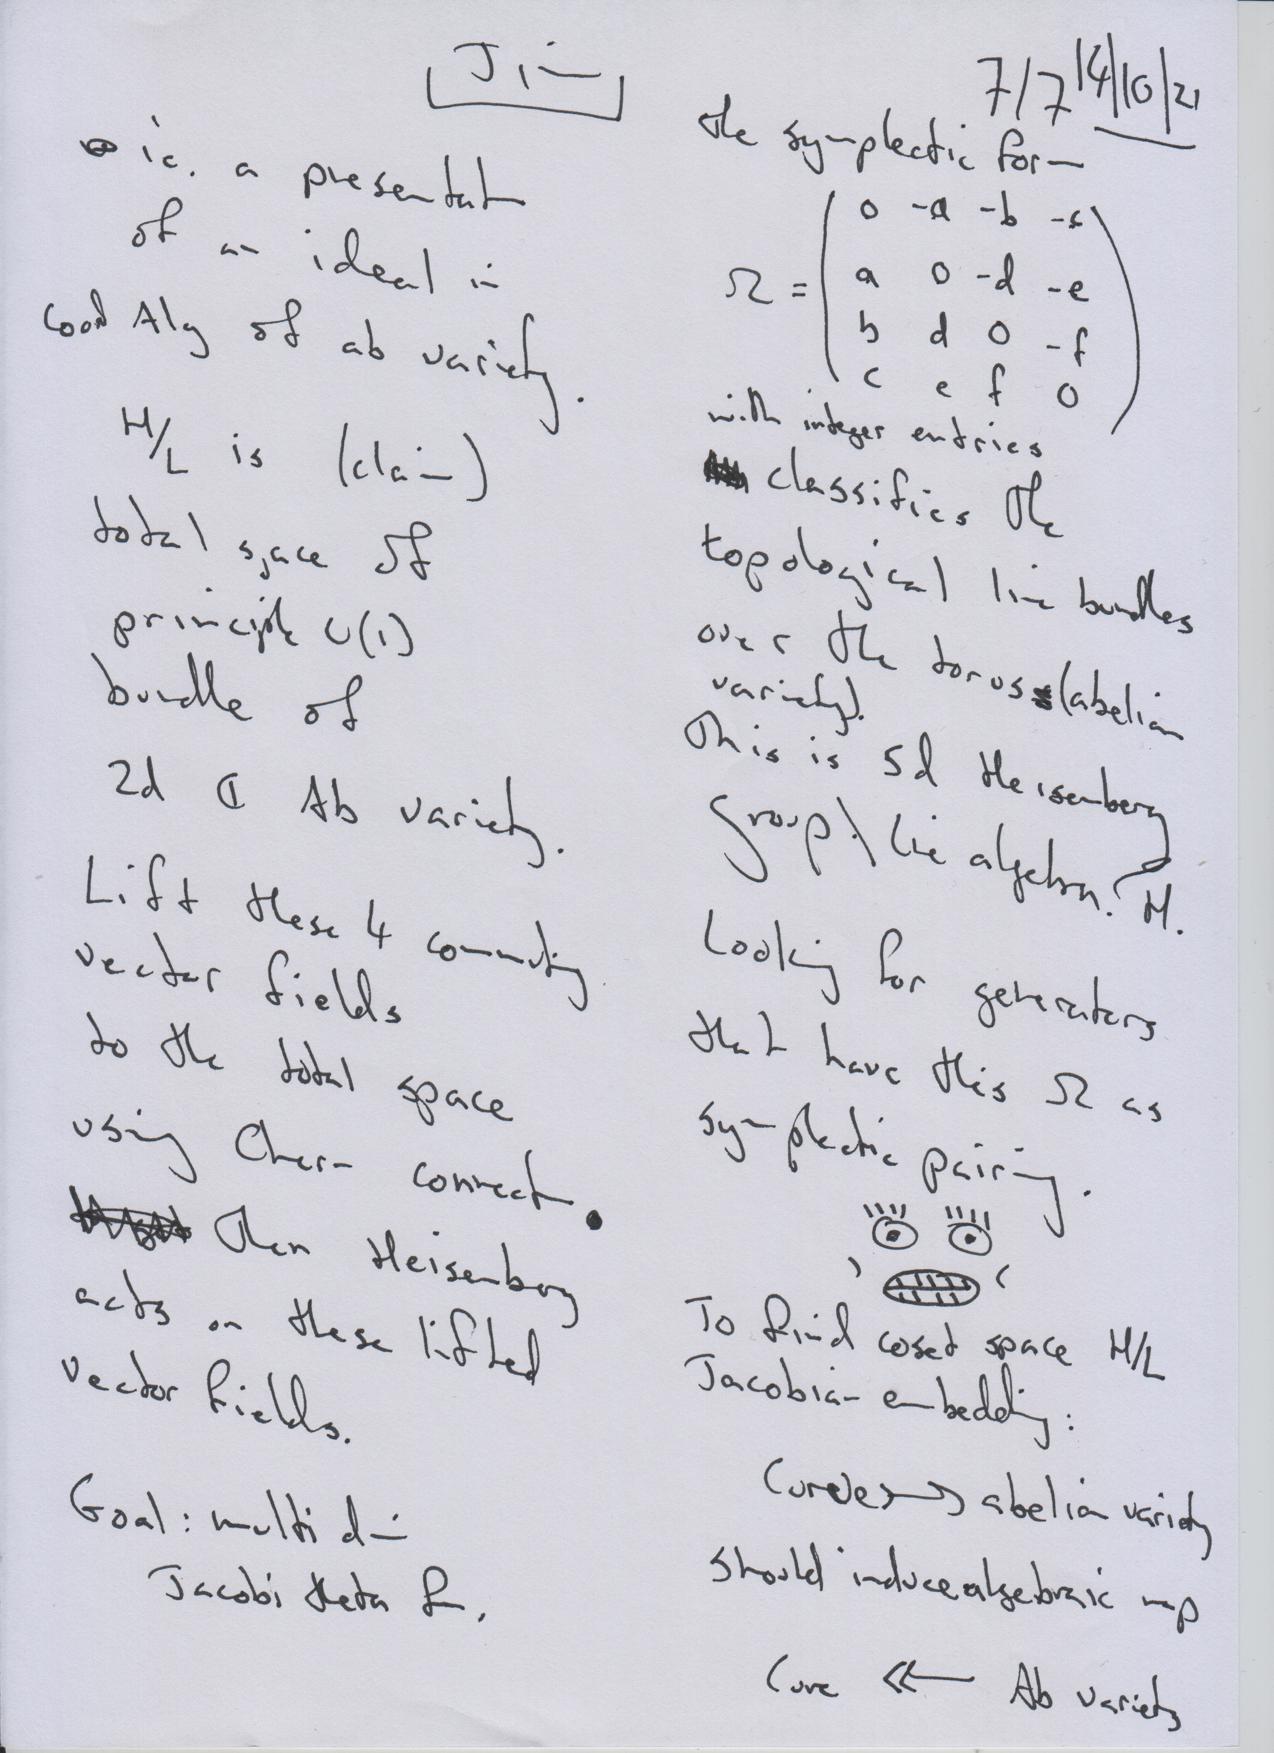 Jim
7/7 14/10/21
ie. a presentat
of an ideal in
coord Alg of ab variety.
H/L is (claim)
total space of
principle U(1)
bundle of
2d ℂ Ab variety.
Lift these 4 commuting
vector fields
to the total space
using Chern connect.
Then Heisenberg
acts on these lifted
vector fields.
Goal: multi dim
Jacobi theta fn.
the symplectic form
Ω = ( 0 -a -b -c
a 0 -d -e
b d 0 -f
c e f 0 )
with integer entries
classifies the
topological line bundles
over the torus (abelian
variety).
This is 5d Heisenberg
group \ Lie algebra. H.
Looking for generators
that have this Ω as
symplectic pairing.
To find coset space H/L
Jacobian embedding:
Curve ↣ abelian variety
should induce algebraic map
Curve ↞ Ab variety